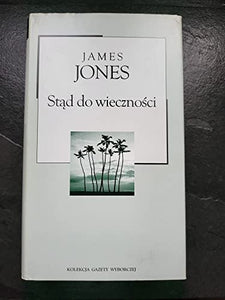 JAMES
JONES
Stąd do wieczności
KOLEKCJA GAZETY WYBORCZEJ